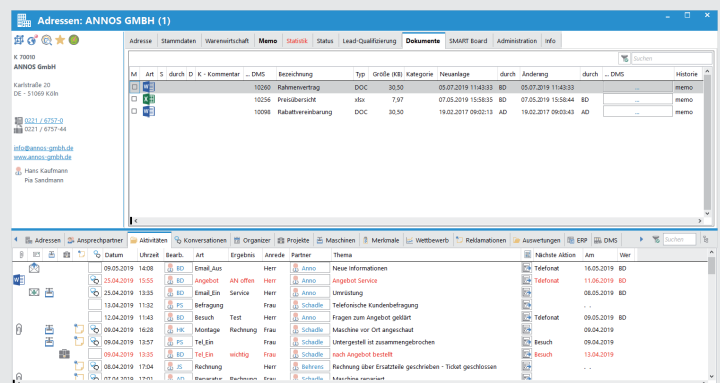 Adressen: ANNOS GMBH (1)
Adresse Stammdaten Warenwirtschaft Memo Statistik Status Lead-Qualifizierung Dokumente SMART Board Administration Info
K 70010
ANNOS GmbH
Karlstraße 20
DE - 51069 Köln
0221 / 6757-0
0221 / 6757-44
info@annos-gmbh.de
www.annos-gmbh.de
Hans Kaufmann
Pia Sandmann
Suchen
M Art S durch D K - Kommentar ... DMS Bezeichnung Typ Größe (KB) Kategorie Neuanlage durch Änderung durch ... DMS Historie
10260 Rahmenvertrag DOC 30,50 05.07.2019 11:43:33 BD 05.07.2019 11:43:33 ... memo
10256 Preisübersicht xlsx 7,97 07.05.2019 15:58:35 BD 07.05.2019 15:58:44 BD ... memo
10098 Rabattvereinbarung DOC 30,50 19.02.2017 09:02:13 AD 19.02.2017 09:03:43 AD ... memo
Adressen Ansprechpartner Aktivitäten Konversationen Organizer Projekte Maschinen Merkmale Wettbewerb Reklamationen Auswertungen ERP DMS Suchen
Datum Uhrzeit Bearb. Art Ergebnis Anrede Partner Thema Nächste Aktion Am Wer
09.05.2019 14:08 BD Email_Aus Herr Anno Neue Informationen Telefonat 16.05.2019 BD
25.04.2019 15:55 BD Angebot AN offen Herr Anno Angebot Service Telefonat 11.06.2019 BD
25.04.2019 13:35 BD Email_Ein Service Herr Anno Umrüstung 08.05.2019 BD
13.04.2019 11:32 PS Befragung Frau Schadle Telefonische Kundenbefragung . .
12.04.2019 11:43 BD Besuch Test Herr Anno Fragen zum Angebot geklärt Telefonat 09.05.2019 BD
09.04.2019 16:28 HK Montage Rechnung Frau Schadle Maschine vor Ort angeschaut 09.04.2019
09.04.2019 13:57 PS Tel_Ein Frau Schadle Untergestell ist zusammengebrochen Besuch 09.04.2019
09.04.2019 13:35 BD Tel_Ein wichtig Frau Schadle nach Angebot bestellt Besuch 13.04.2019
08.04.2019 17:04 JS Rechnung Frau Behrens Rechnung über Ersatzteile geschrieben - Ticket geschlossen . .
07.04.2019 17:01 AD Reparatur Rechnung Frau Schadle Maschine repariert